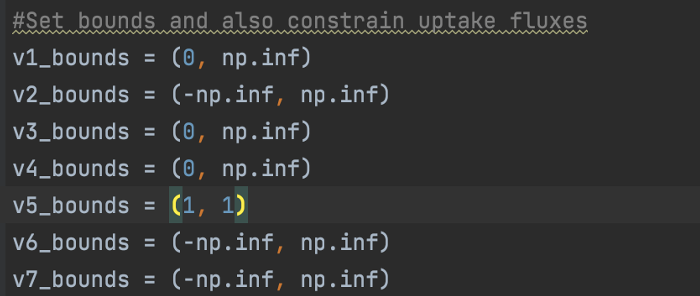 #Set bounds and also constrain uptake fluxes
v1_bounds = (0, np.inf)
v2_bounds = (-np.inf, np.inf)
v3_bounds = (0, np.inf)
v4_bounds = (0, np.inf)
v5_bounds = (1, 1)
v6_bounds = (-np.inf, np.inf)
v7_bounds = (-np.inf, np.inf)